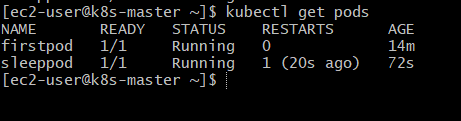 [ec2-user@k8s-master ~]$ kubectl get pods
NAME READY STATUS RESTARTS AGE
firstpod 1/1 Running 0 14m
sleeppod 1/1 Running 1 (20s ago) 72s
[ec2-user@k8s-master ~]$